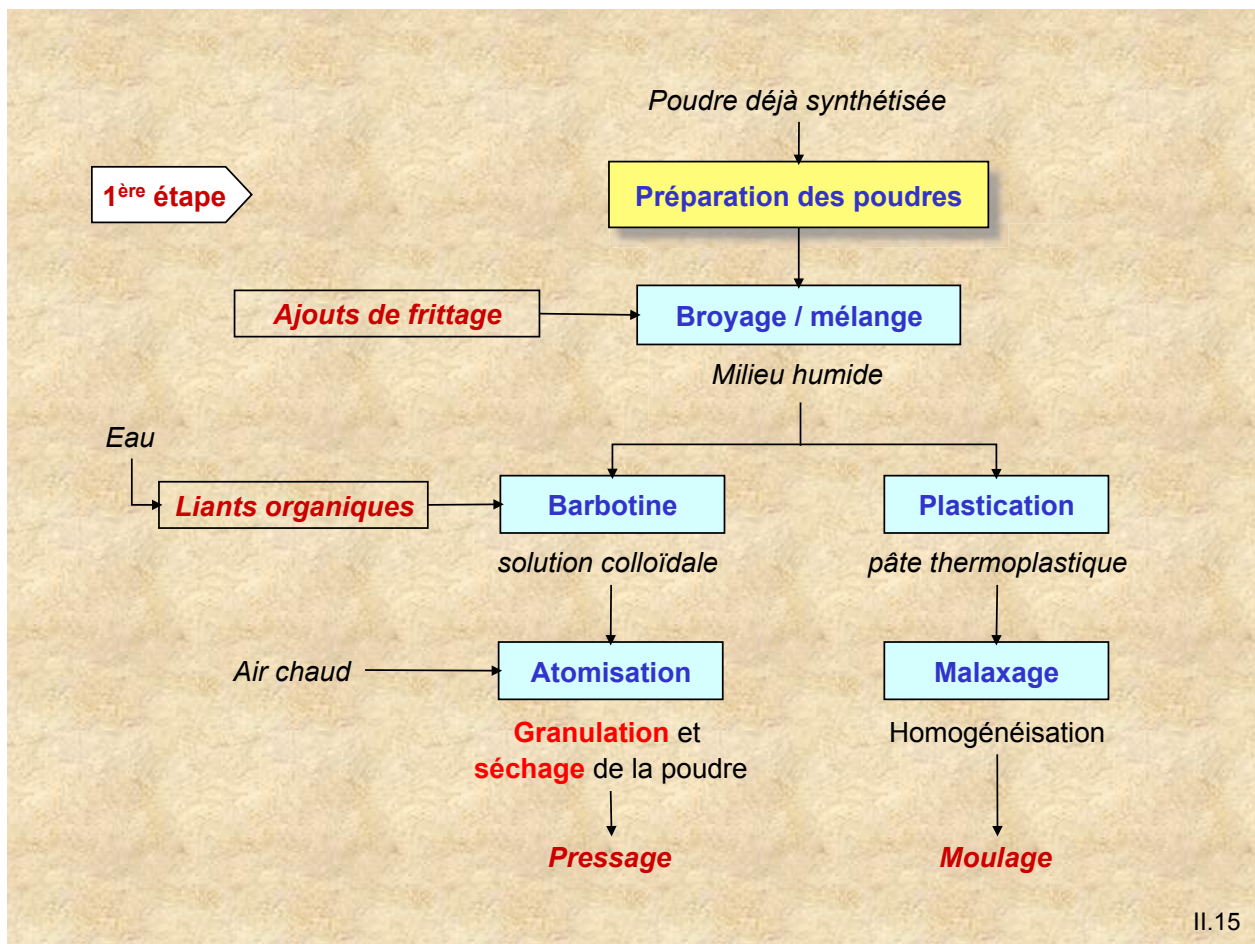 Poudre déjà synthétisée
1ère étape
Préparation des poudres
Ajouts de frittage
Broyage / mélange
Milieu humide
Eau
Liants organiques
Barbotine
Plastication
solution colloïdale
pâte thermoplastique
Air chaud
Atomisation
Malaxage
Granulation et
séchage de la poudre
Homogénéisation
Pressage
Moulage
II.15